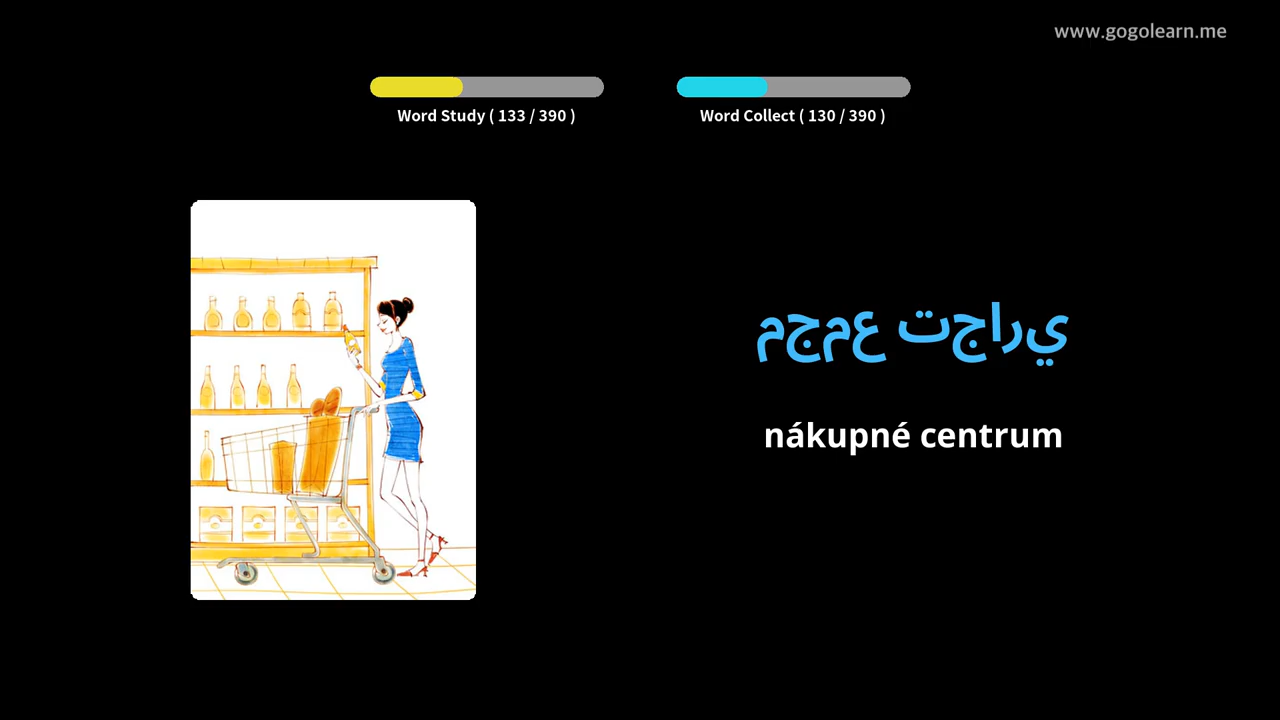 www.gogolearn.me
Word Study ( 133 / 390 )
Word Collect ( 130 / 390 )
مجمع تجاري
nákupné centrum